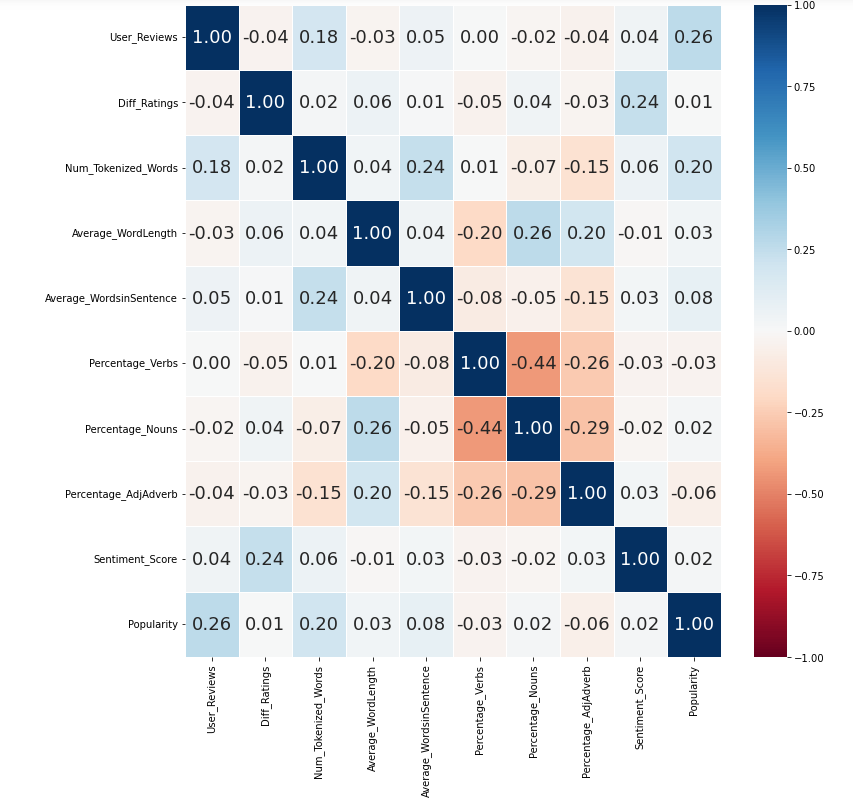 User_Reviews 1.00 -0.04 0.18 -0.03 0.05 0.00 -0.02 -0.04 0.04 0.26
Diff_Ratings -0.04 1.00 0.02 0.06 0.01 -0.05 0.04 -0.03 0.24 0.01
Num_Tokenized_Words 0.18 0.02 1.00 0.04 0.24 0.01 -0.07 -0.15 0.06 0.20
Average_WordLength -0.03 0.06 0.04 1.00 0.04 -0.20 0.26 0.20 -0.01 0.03
Average_WordsinSentence 0.05 0.01 0.24 0.04 1.00 -0.08 -0.05 -0.15 0.03 0.08
Percentage_Verbs 0.00 -0.05 0.01 -0.20 -0.08 1.00 -0.44 -0.26 -0.03 -0.03
Percentage_Nouns -0.02 0.04 -0.07 0.26 -0.05 -0.44 1.00 -0.29 -0.02 0.02
Percentage_AdjAdverb -0.04 -0.03 -0.15 0.20 -0.15 -0.26 -0.29 1.00 0.03 -0.06
Sentiment_Score 0.04 0.24 0.06 -0.01 0.03 -0.03 -0.02 0.03 1.00 0.02
Popularity 0.26 0.01 0.20 0.03 0.08 -0.03 0.02 -0.06 0.02 1.00
User_Reviews
Diff_Ratings
Num_Tokenized_Words
Average_WordLength
Average_WordsinSentence
Percentage_Verbs
Percentage_Nouns
Percentage_AdjAdverb
Sentiment_Score
Popularity
1.00
0.75
0.50
0.25
0.00
−0.25
−0.50
−0.75
−1.00